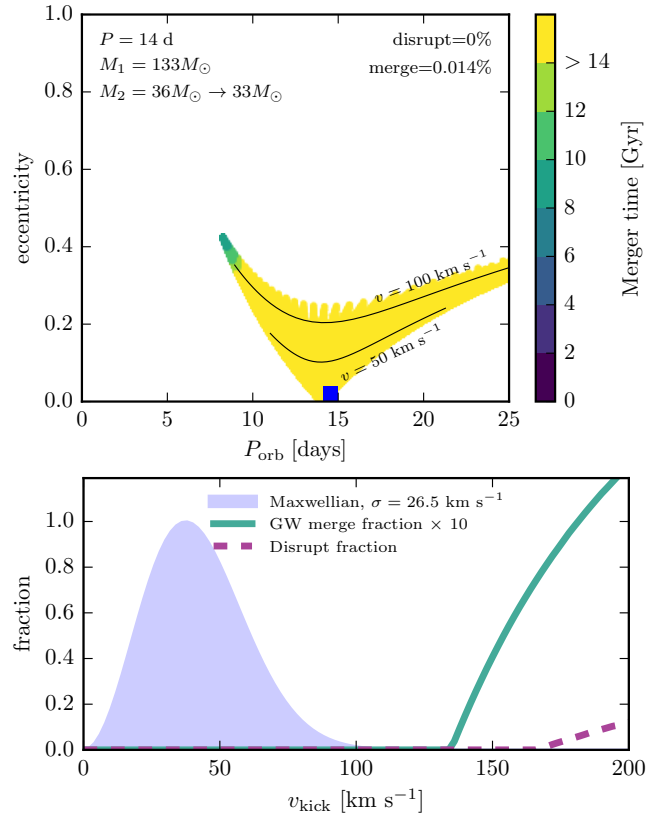 P = 14 d
disrupt=0%
M₁ = 133M⊙
merge=0.014%
M₂ = 36M⊙ → 33M⊙
v = 100 km s⁻¹
v = 50 km s⁻¹
eccentricity
1.0
0.8
0.6
0.4
0.2
0.0
0 5 10 15 20 25
P_orb [days]
> 14
12
10
8
6
4
2
0
Merger time [Gyr]
Maxwellian, σ = 26.5 km s⁻¹
GW merge fraction × 10
Disrupt fraction
fraction
1.0
0.8
0.6
0.4
0.2
0.0
0 50 100 150 200
v_kick [km s⁻¹]